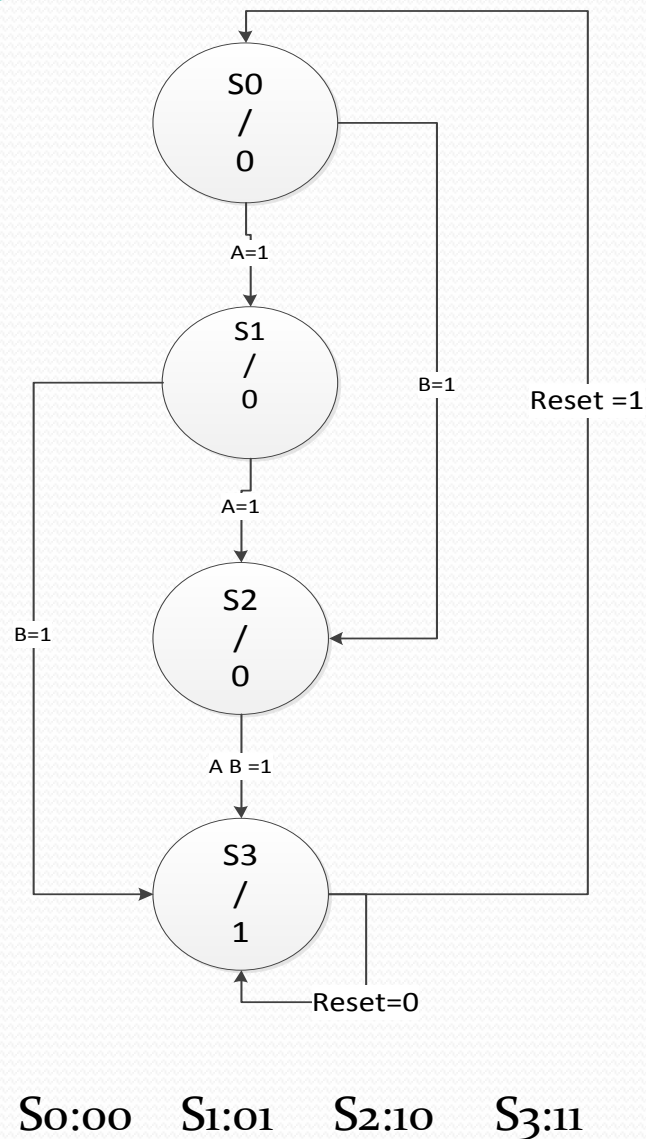 S0
/
0
A=1
S1
/
0
B=1
Reset =1
A=1
S2
/
0
B=1
A B =1
S3
/
1
Reset=0
S0:00 S1:01 S2:10 S3:11